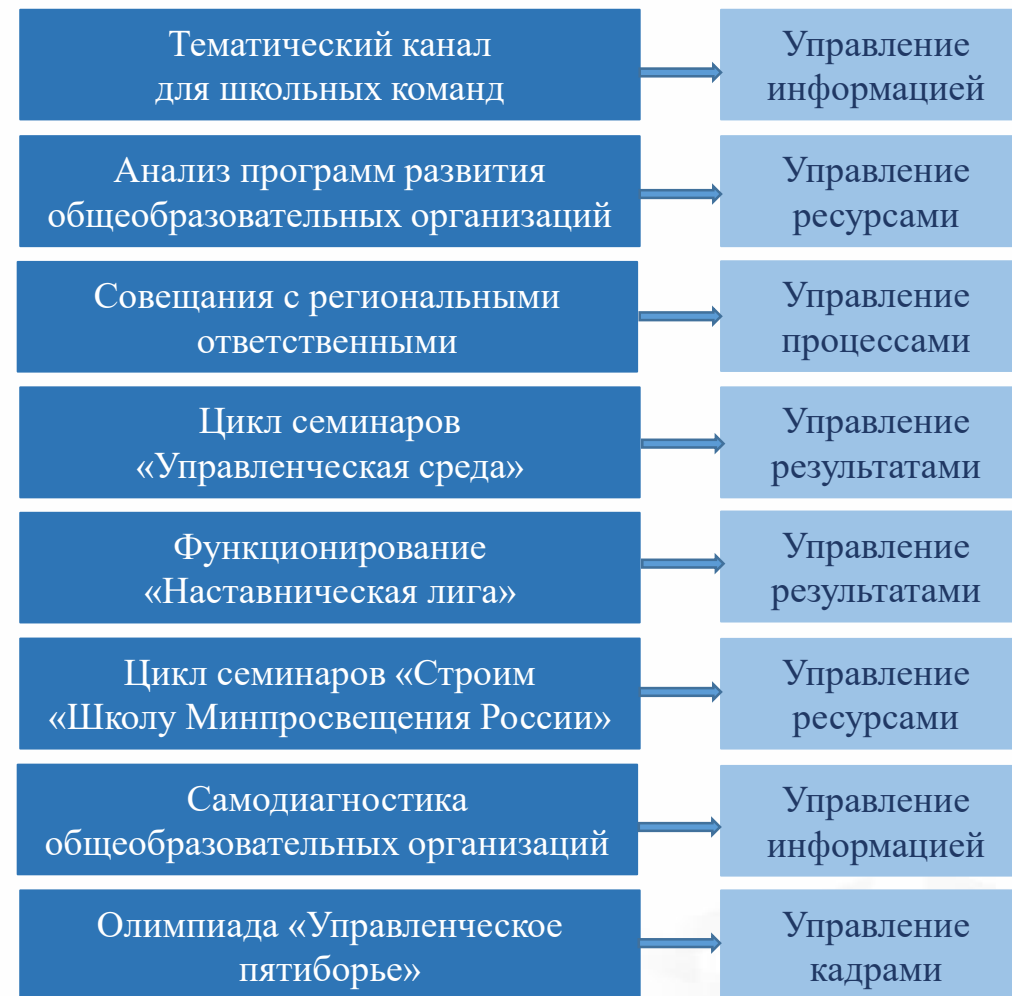 Тематический канал
для школьных команд
Управление
информацией
Анализ программ развития
общеобразовательных организаций
Управление
ресурсами
Совещания с региональными
ответственными
Управление
процессами
Цикл семинаров
«Управленческая среда»
Управление
результатами
Функционирование
«Наставническая лига»
Управление
результатами
Цикл семинаров «Строим
«Школу Минпросвещения России»
Управление
ресурсами
Самодиагностика
общеобразовательных организаций
Управление
информацией
Олимпиада «Управленческое
пятиборье»
Управление
кадрами